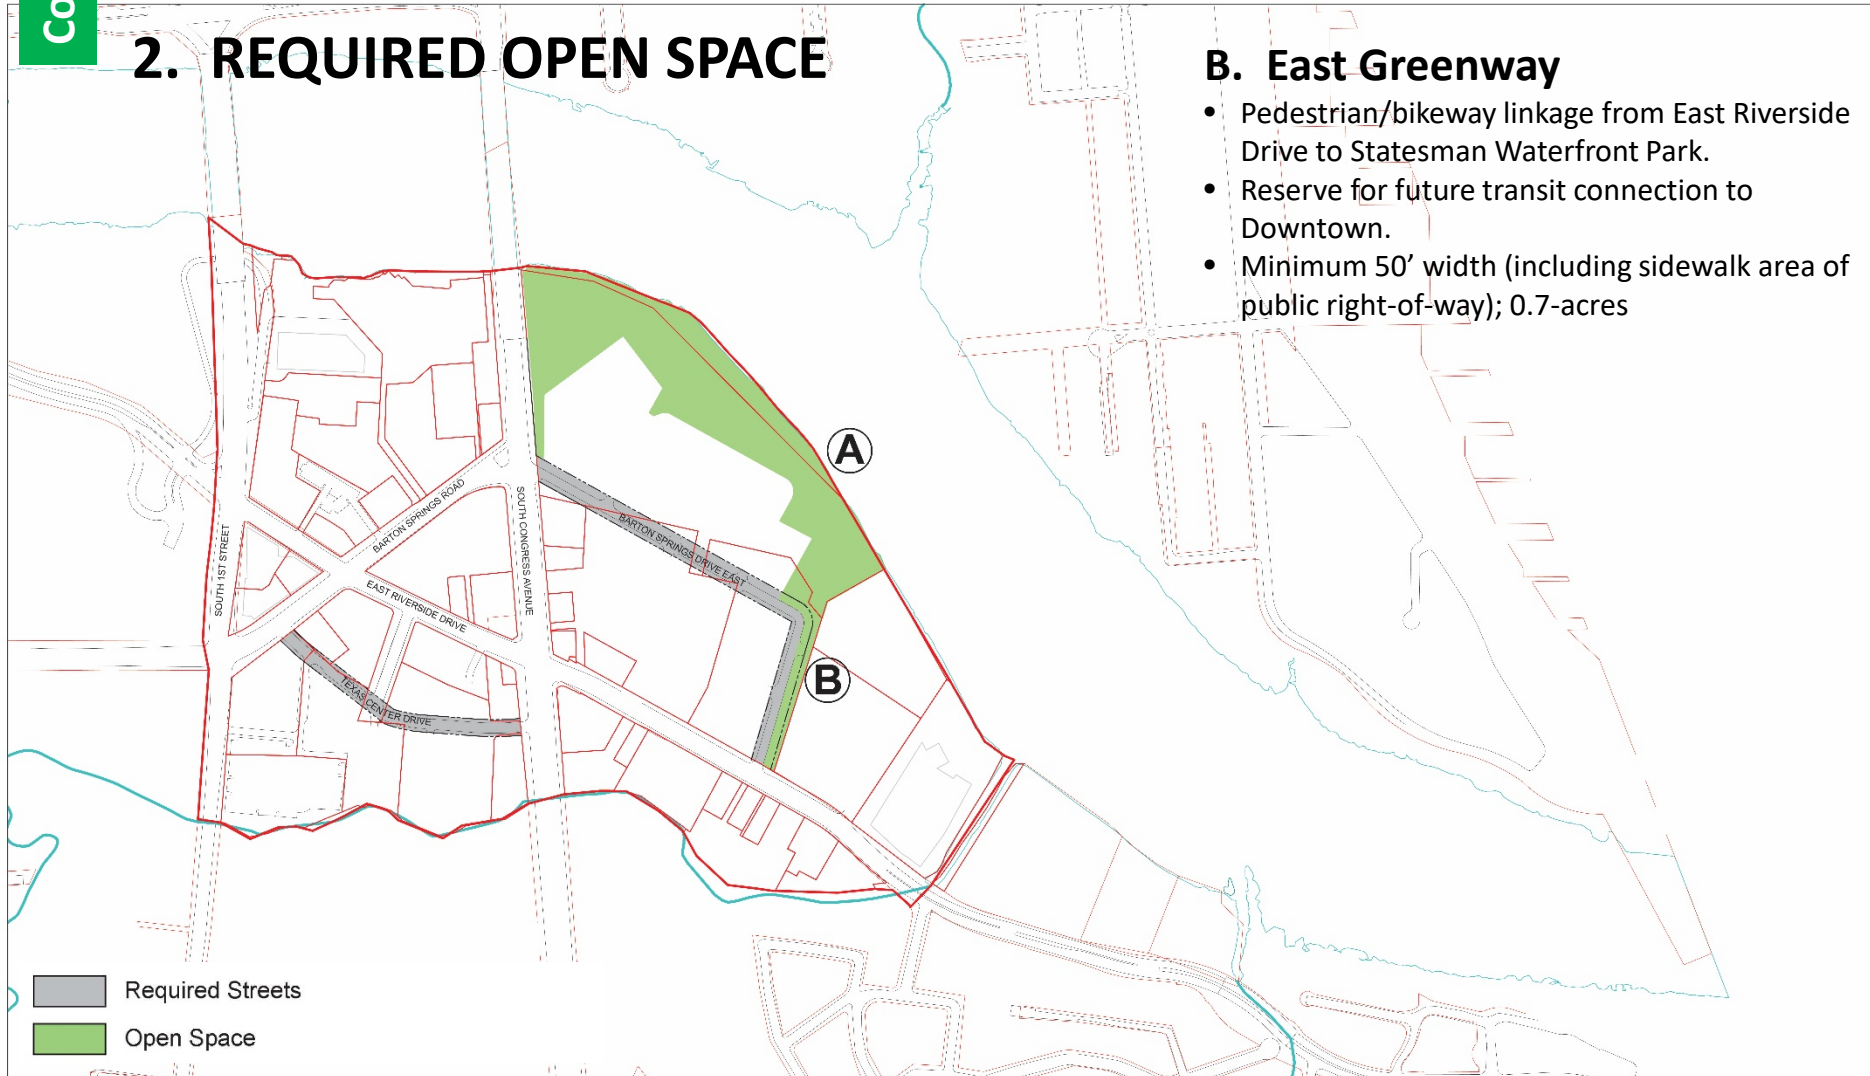 Co
2. REQUIRED OPEN SPACE
B. East Greenway
• Pedestrian/bikeway linkage from East Riverside
Drive to Statesman Waterfront Park.
• Reserve for future transit connection to
Downtown.
• Minimum 50’ width (including sidewalk area of
public right-of-way); 0.7-acres
A
BARTON SPRINGS ROAD
SOUTH CONGRESS AVENUE
BARTON SPRINGS DRIVE EAST
SOUTH 1ST STREET
EAST RIVERSIDE DRIVE
B
TEXAS CENTER DRIVE
Required Streets
Open Space